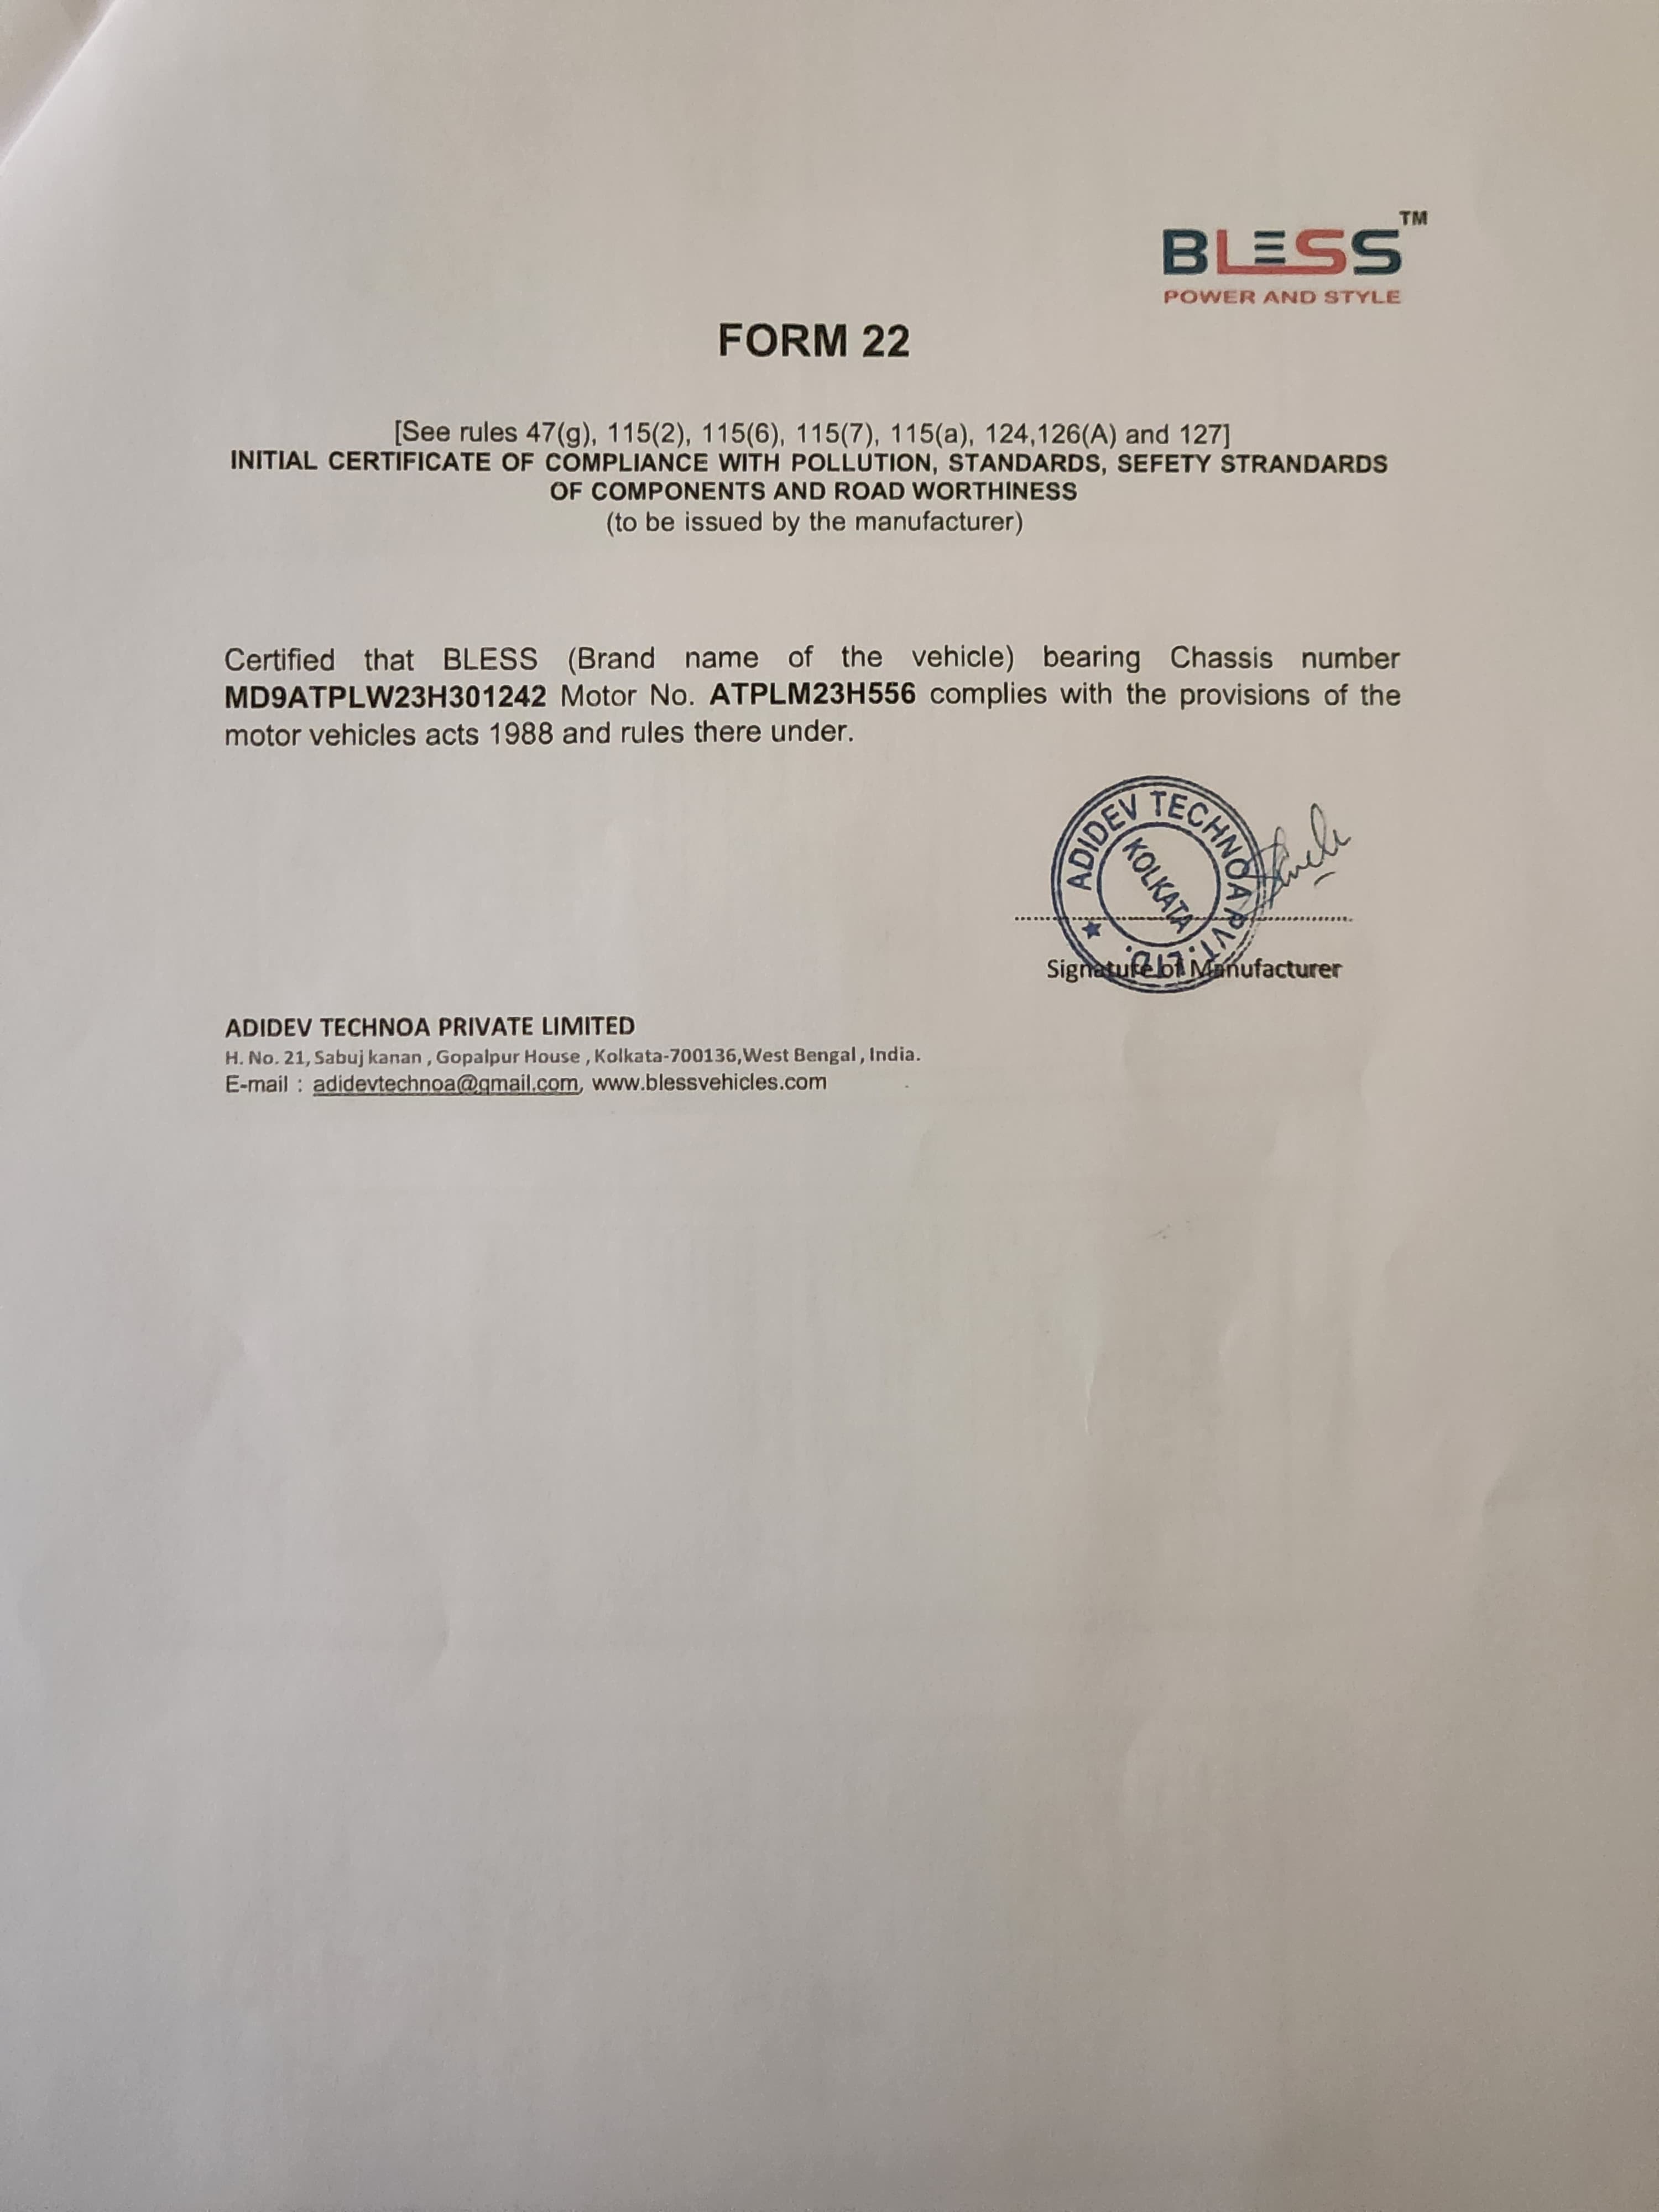 BLESS™
POWER AND STYLE
FORM 22
[See rules 47(g), 115(2), 115(6), 115(7), 115(a), 124,126(A) and 127]
INITIAL CERTIFICATE OF COMPLIANCE WITH POLLUTION, STANDARDS, SEFETY STRANDARDS
OF COMPONENTS AND ROAD WORTHINESS
(to be issued by the manufacturer)
Certified that BLESS (Brand name of the vehicle) bearing Chassis number
MD9ATPLW23H301242 Motor No. ATPLM23H556 complies with the provisions of the
motor vehicles acts 1988 and rules there under.
ADIDEV TECHNOA PVT. LTD.
KOLKATA
Signature of Manufacturer
ADIDEV TECHNOA PRIVATE LIMITED
H. No. 21, Sabuj kanan , Gopalpur House , Kolkata-700136,West Bengal , India.
E-mail : adidevtechnoa@gmail.com, www.blessvehicles.com